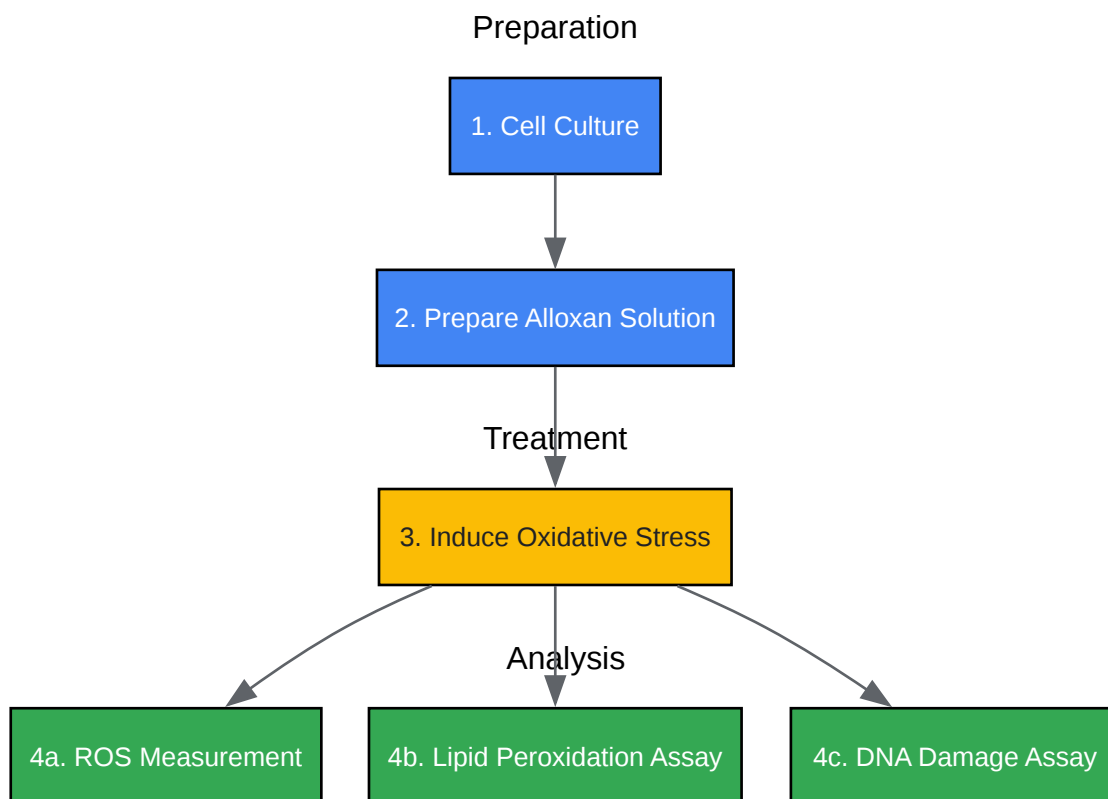 Preparation
1. Cell Culture
2. Prepare Alloxan Solution
Treatment
3. Induce Oxidative Stress
Analysis
4a. ROS Measurement
4b. Lipid Peroxidation Assay
4c. DNA Damage Assay